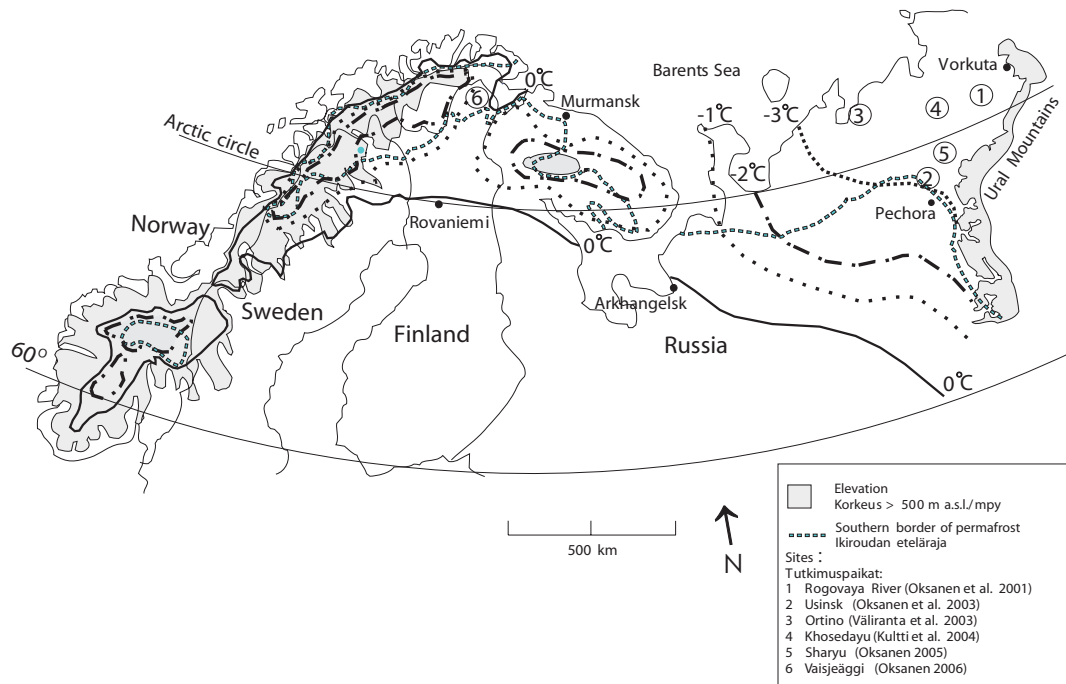 Vorkuta
Barents Sea
0°C
Murmansk
-1°C
-3°C
6
3
4
1
Arctic circle
-2°C
5
2
Ural Mountains
Pechora
Norway
Rovaniemi
0°C
Arkhangelsk
Sweden
Finland
Russia
60°
0°C
500 km
N
Elevation
Korkeus > 500 m a.s.l./mpy
Southern border of permafrost
Ikiroudan eteläraja
Sites :
Tutkimuspaikat:
1 Rogovaya River (Oksanen et al. 2001)
2 Usinsk (Oksanen et al. 2003)
3 Ortino (Väliranta et al. 2003)
4 Khosedayu (Kultti et al. 2004)
5 Sharyu (Oksanen 2005)
6 Vaisjeäggi (Oksanen 2006)